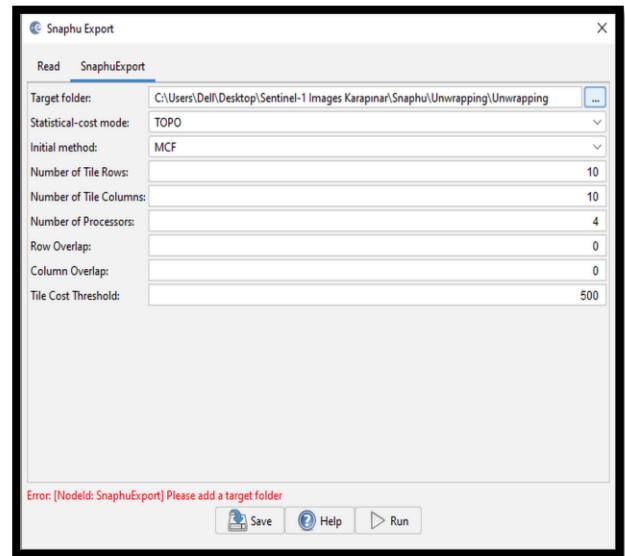 Snaphu Export
Read SnaphuExport
Target folder: C:\Users\Dell\Desktop\Sentinel-1 Images Karapınar\Snaphu\Unwrapping\Unwrapping ...
Statistical-cost mode: TOPO
Initial method: MCF
Number of Tile Rows: 10
Number of Tile Columns: 10
Number of Processors: 4
Row Overlap: 0
Column Overlap: 0
Tile Cost Threshold: 500
Error: [NodeId: SnaphuExport] Please add a target folder
Save Help Run